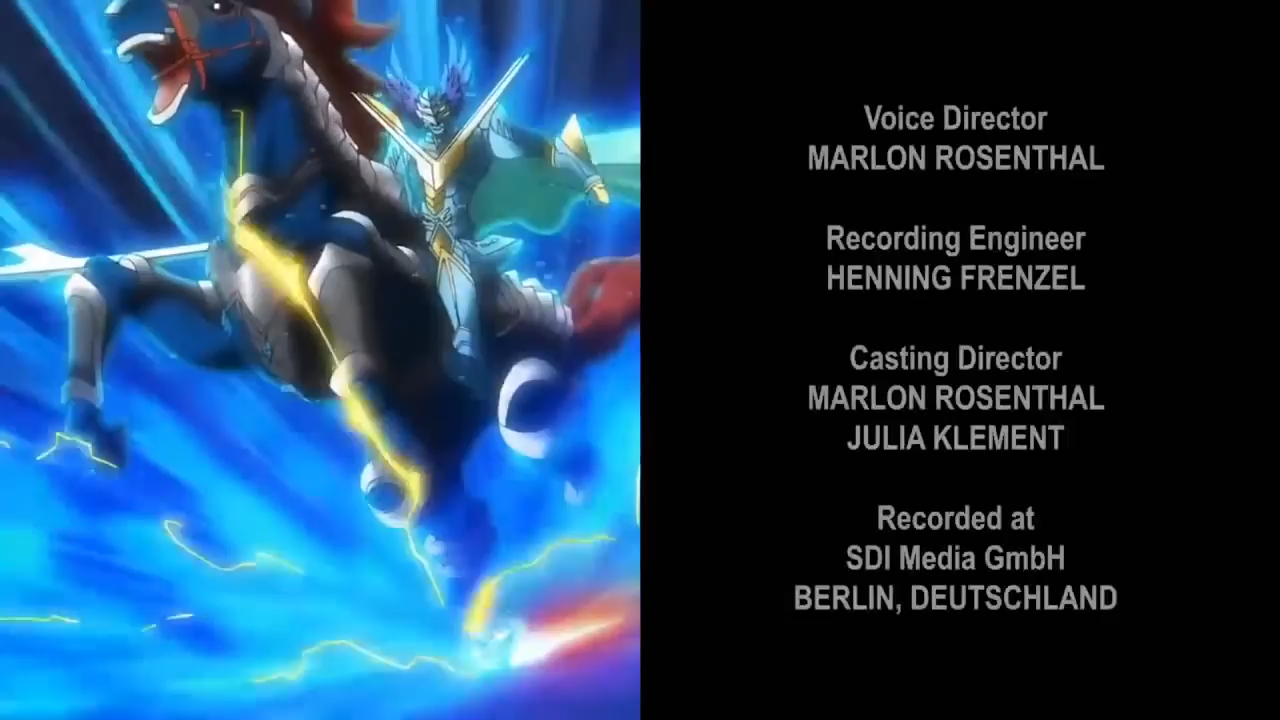 Voice Director
MARLON ROSENTHAL
Recording Engineer
HENNING FRENZEL
Casting Director
MARLON ROSENTHAL
JULIA KLEMENT
Recorded at
SDI Media GmbH
BERLIN, DEUTSCHLAND